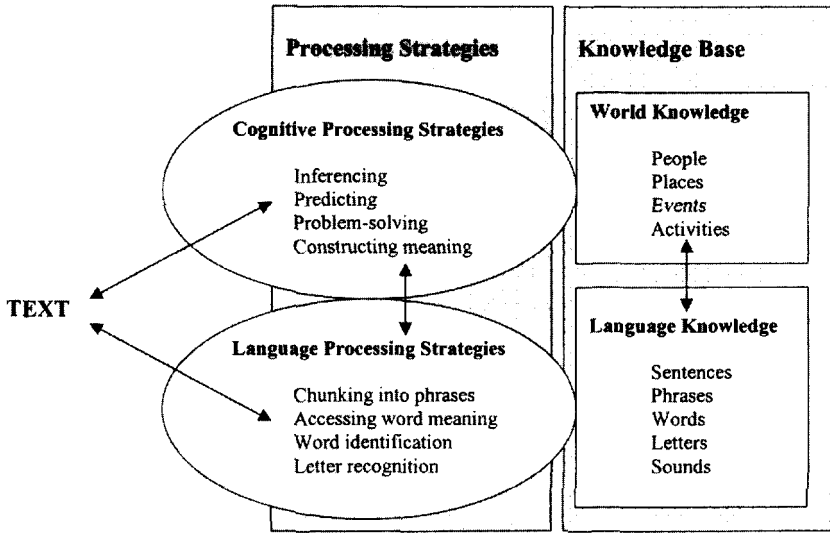 Processing Strategies
Knowledge Base
Cognitive Processing Strategies
Inferencing
Predicting
Problem-solving
Constructing meaning
World Knowledge
People
Places
Events
Activities
TEXT
Language Processing Strategies
Chunking into phrases
Accessing word meaning
Word identification
Letter recognition
Language Knowledge
Sentences
Phrases
Words
Letters
Sounds